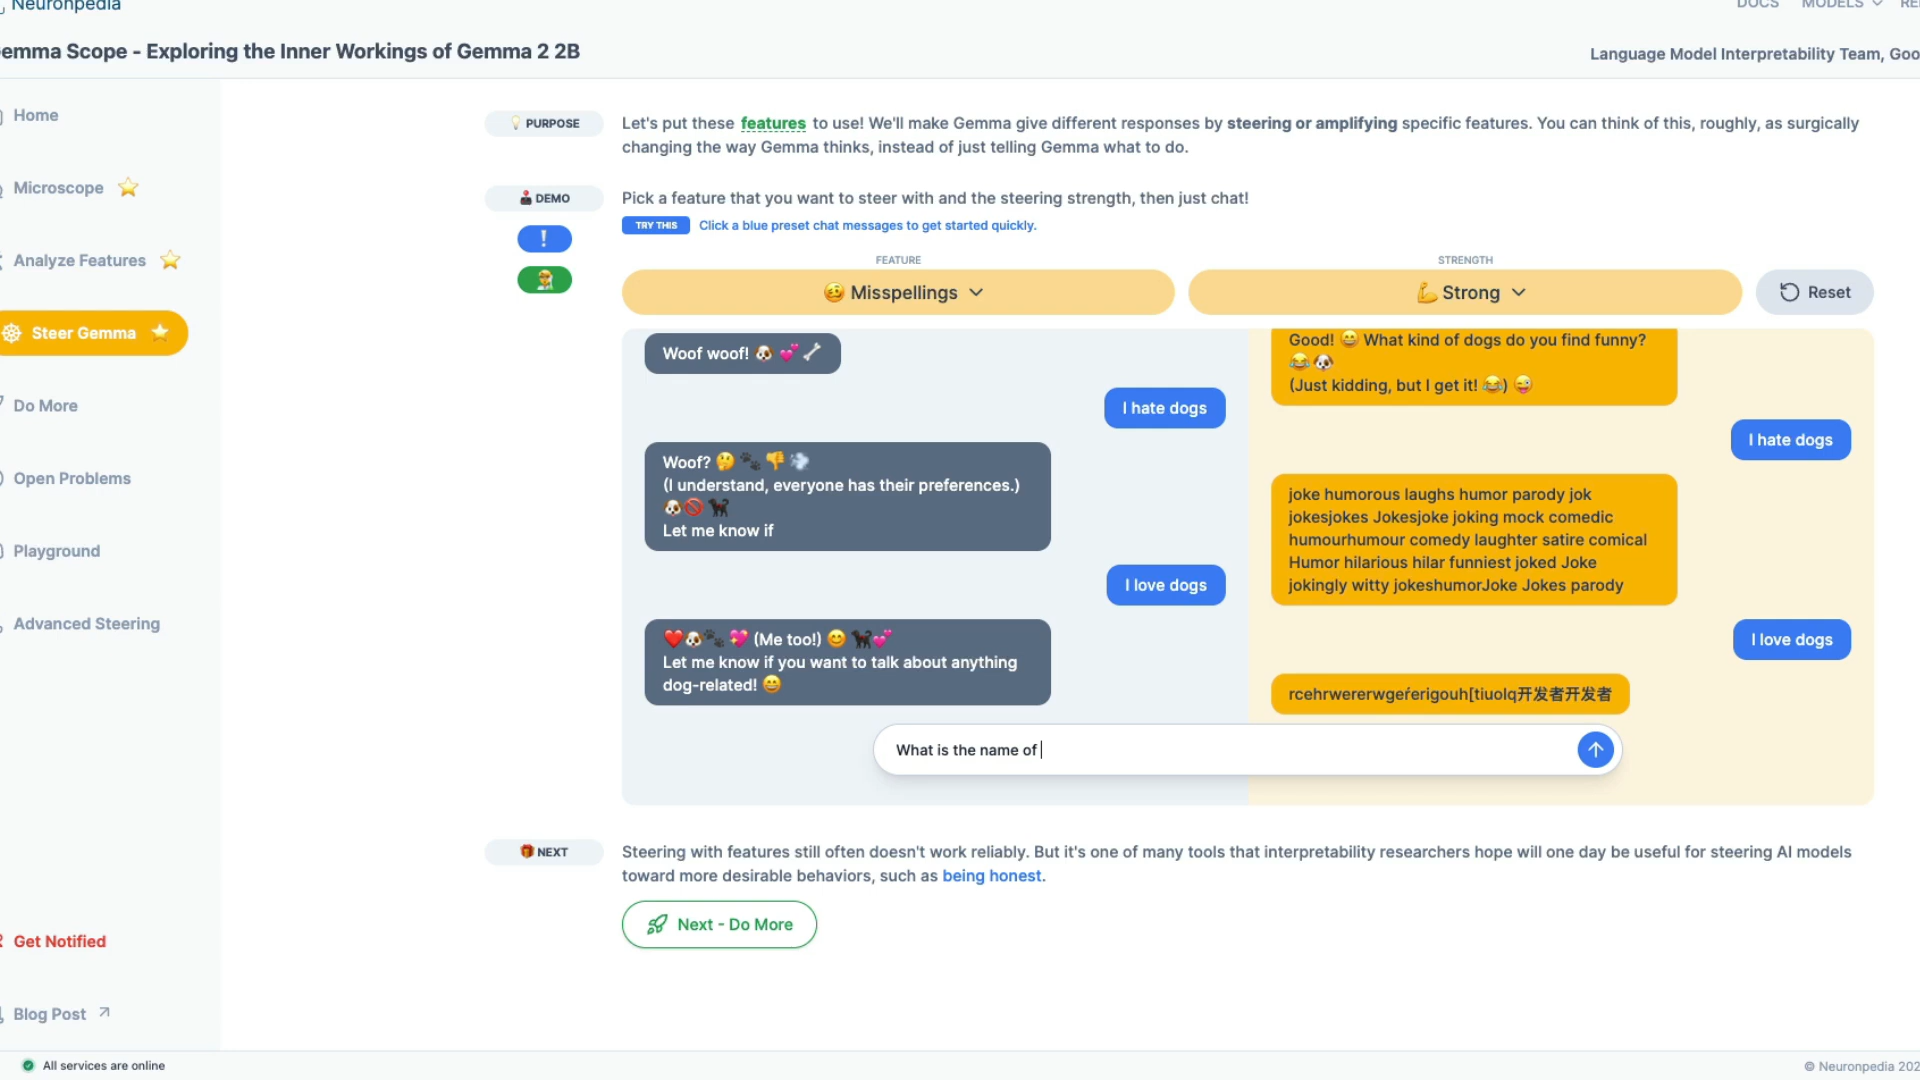 Neuronpedia
DOCS
MODELS
emma Scope - Exploring the Inner Workings of Gemma 2 2B
Language Model Interpretability Team, Goo
Home
Microscope
Analyze Features
Steer Gemma
Do More
Open Problems
Playground
Advanced Steering
Get Notified
Blog Post
PURPOSE
Let's put these features to use! We'll make Gemma give different responses by steering or amplifying specific features. You can think of this, roughly, as surgically
changing the way Gemma thinks, instead of just telling Gemma what to do.
DEMO
Pick a feature that you want to steer with and the steering strength, then just chat!
TRY THIS
Click a blue preset chat messages to get started quickly.
FEATURE
Misspellings
STRENGTH
Strong
Reset
Woof woof! 🐶 💕 🦴
I hate dogs
Woof? 🤔 🐾 👎 💨
(I understand, everyone has their preferences.)
🐶🚫 🐈‍⬛
Let me know if
I love dogs
❤️🐶🐾 💖 (Me too!) 😊 🐈‍⬛💕
Let me know if you want to talk about anything
dog-related! 😄
Good! 😄 What kind of dogs do you find funny?
😂 🐶
(Just kidding, but I get it! 😂) 😜
I hate dogs
joke humorous laughs humor parody jok
jokesjokes Jokesjoke joking mock comedic
humourhumour comedy laughter satire comical
Humor hilarious hilar funniest joked Joke
jokingly witty jokeshumorJoke Jokes parody
I love dogs
rcehrwererwgeŕerigouh[tiuolq开发者开发者
What is the name of
NEXT
Steering with features still often doesn't work reliably. But it's one of many tools that interpretability researchers hope will one day be useful for steering AI models
toward more desirable behaviors, such as being honest.
Next - Do More
All services are online
© Neuronpedia 202